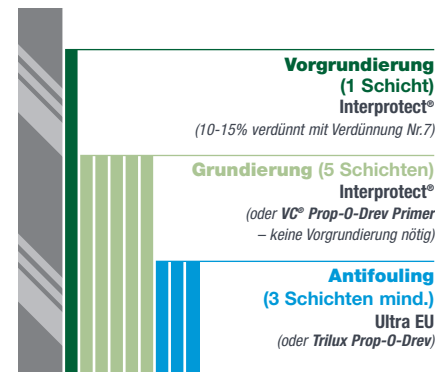 Vorgrundierung
(1 Schicht)
Interprotect®
(10-15% verdünnt mit Verdünnung Nr.7)
Grundierung (5 Schichten)
Interprotect®
(oder VC® Prop-O-Drev Primer
– keine Vorgrundierung nötig)
Antifouling
(3 Schichten mind.)
Ultra EU
(oder Trilux Prop-O-Drev)